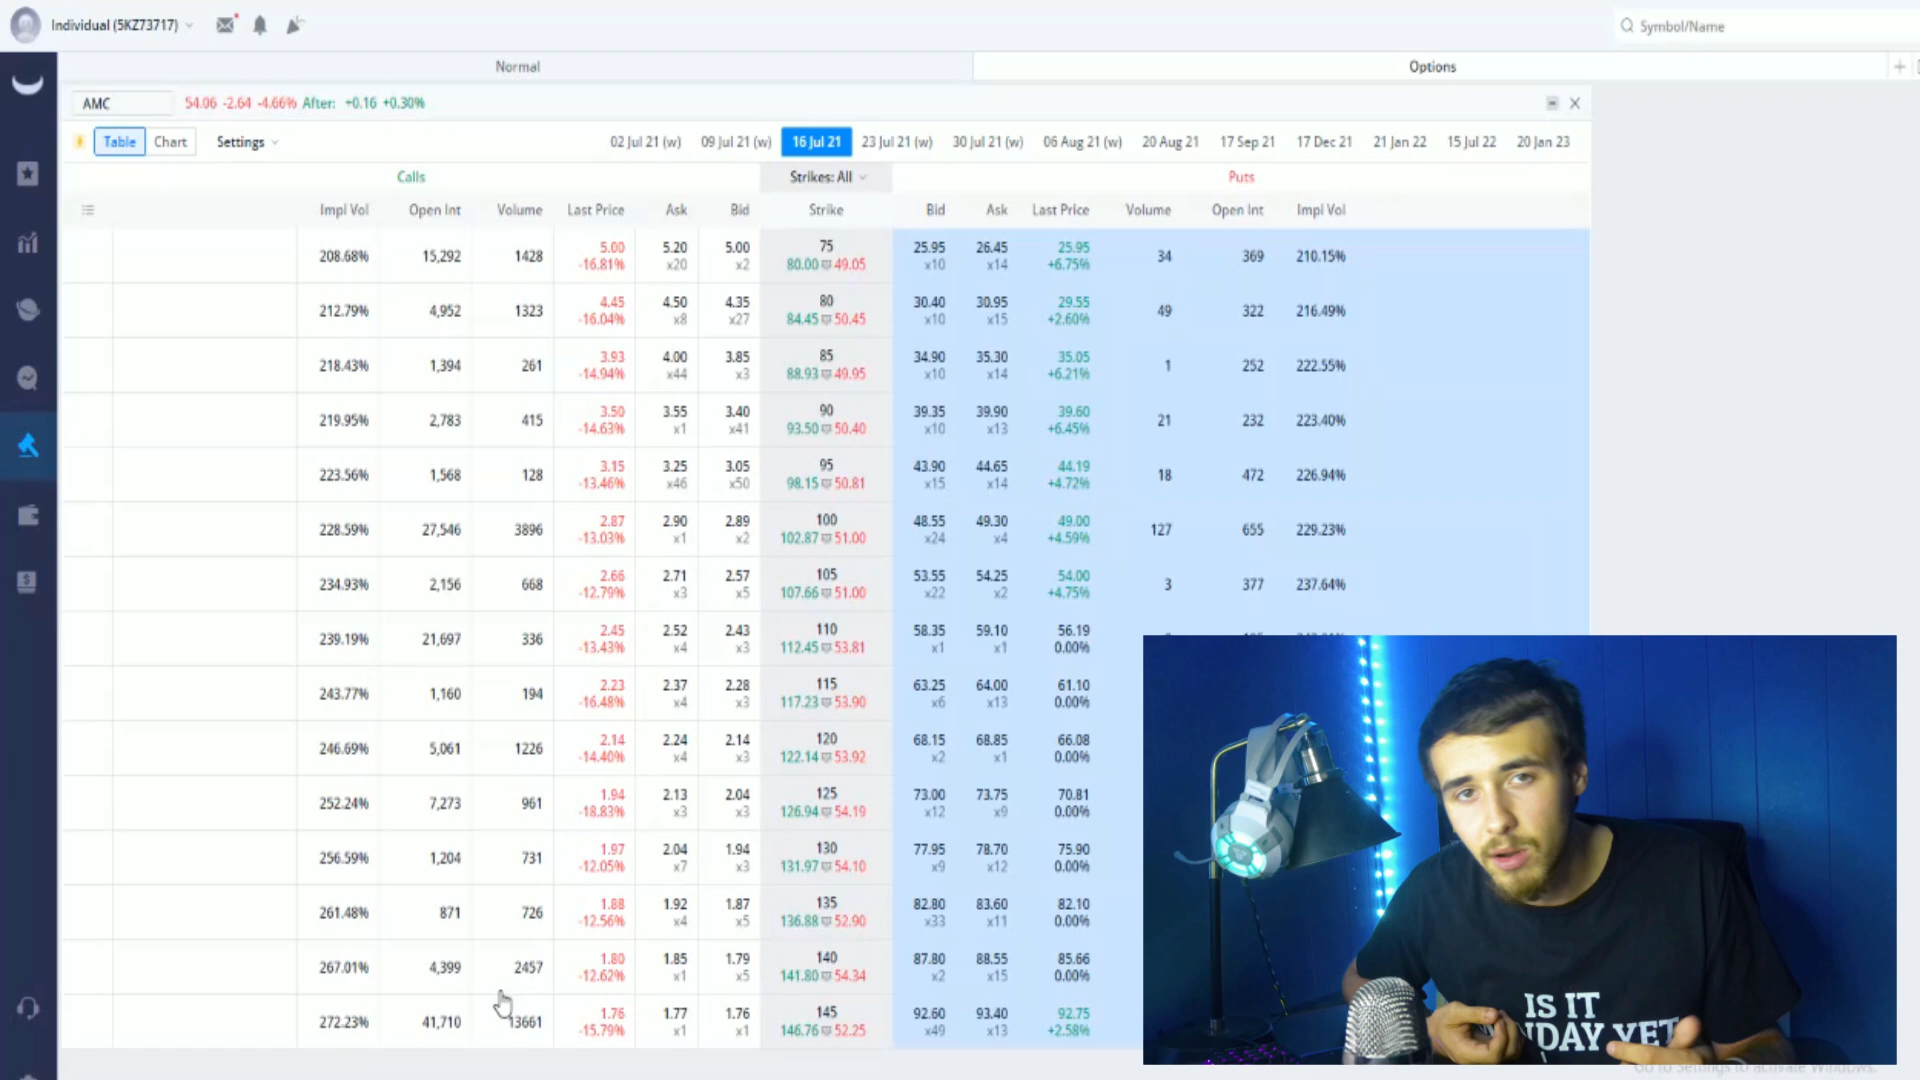 Individual (5KZ73717)
Symbol/Name
Normal Options
AMC 54.06 -2.64 -4.66% After: +0.16 +0.30%
Table Chart Settings 02 Jul 21 (w) 09 Jul 21 (w) 16 Jul 21 23 Jul 21 (w) 30 Jul 21 (w) 06 Aug 21 (w) 20 Aug 21 17 Sep 21 17 Dec 21 21 Jan 22 15 Jul 22 20 Jan 23
Calls Strikes: All Puts
Impl Vol Open Int Volume Last Price Ask Bid Strike Bid Ask Last Price Volume Open Int Impl Vol
208.68% 15,292 1428 5.00 5.20 5.00 75 25.95 26.45 25.95 34 369 210.15%
-16.81% x20 x2 80.00 49.05 x10 x14 +6.75%
212.79% 4,952 1323 4.45 4.50 4.35 80 30.40 30.95 29.55 49 322 216.49%
-16.04% x8 x27 84.45 50.45 x10 x15 +2.60%
218.43% 1,394 261 3.93 4.00 3.85 85 34.90 35.30 35.05 1 252 222.55%
-14.94% x44 x3 88.93 49.95 x10 x14 +6.21%
219.95% 2,783 415 3.50 3.55 3.40 90 39.35 39.90 39.60 21 232 223.40%
-14.63% x1 x41 93.50 50.40 x10 x13 +6.45%
223.56% 1,568 128 3.15 3.25 3.05 95 43.90 44.65 44.19 18 472 226.94%
-13.46% x46 x50 98.15 50.81 x15 x14 +4.72%
228.59% 27,546 3896 2.87 2.90 2.89 100 48.55 49.30 49.00 127 655 229.23%
-13.03% x1 x2 102.87 51.00 x24 x4 +4.59%
234.93% 2,156 668 2.66 2.71 2.57 105 53.55 54.25 54.00 3 377 237.64%
-12.79% x3 x5 107.66 51.00 x22 x2 +4.75%
239.19% 21,697 336 2.45 2.52 2.43 110 58.35 59.10 56.19
-13.43% x4 x3 112.45 53.81 x1 x1 0.00%
243.77% 1,160 194 2.23 2.37 2.28 115 63.25 64.00 61.10
-16.48% x4 x3 117.23 53.90 x6 x13 0.00%
246.69% 5,061 1226 2.14 2.24 2.14 120 68.15 68.85 66.08
-14.40% x4 x3 122.14 53.92 x2 x1 0.00%
252.24% 7,273 961 1.94 2.13 2.04 125 73.00 73.75 70.81
-18.83% x3 x3 126.94 54.19 x12 x9 0.00%
256.59% 1,204 731 1.97 2.04 1.94 130 77.95 78.70 75.90
-12.05% x7 x3 131.97 54.10 x9 x12 0.00%
261.48% 871 726 1.88 1.92 1.87 135 82.80 83.60 82.10
-12.56% x4 x5 136.88 52.90 x33 x11 0.00%
267.01% 4,399 2457 1.80 1.85 1.79 140 87.80 88.55 85.66
-12.62% x1 x5 141.80 54.34 x2 x15 0.00%
272.23% 41,710 13661 1.76 1.77 1.76 145 92.60 93.40 92.75
-15.79% x1 x1 146.76 52.25 x49 x13 +2.58%
IS IT
NDAY YET
Go to Settings to activate Windows.